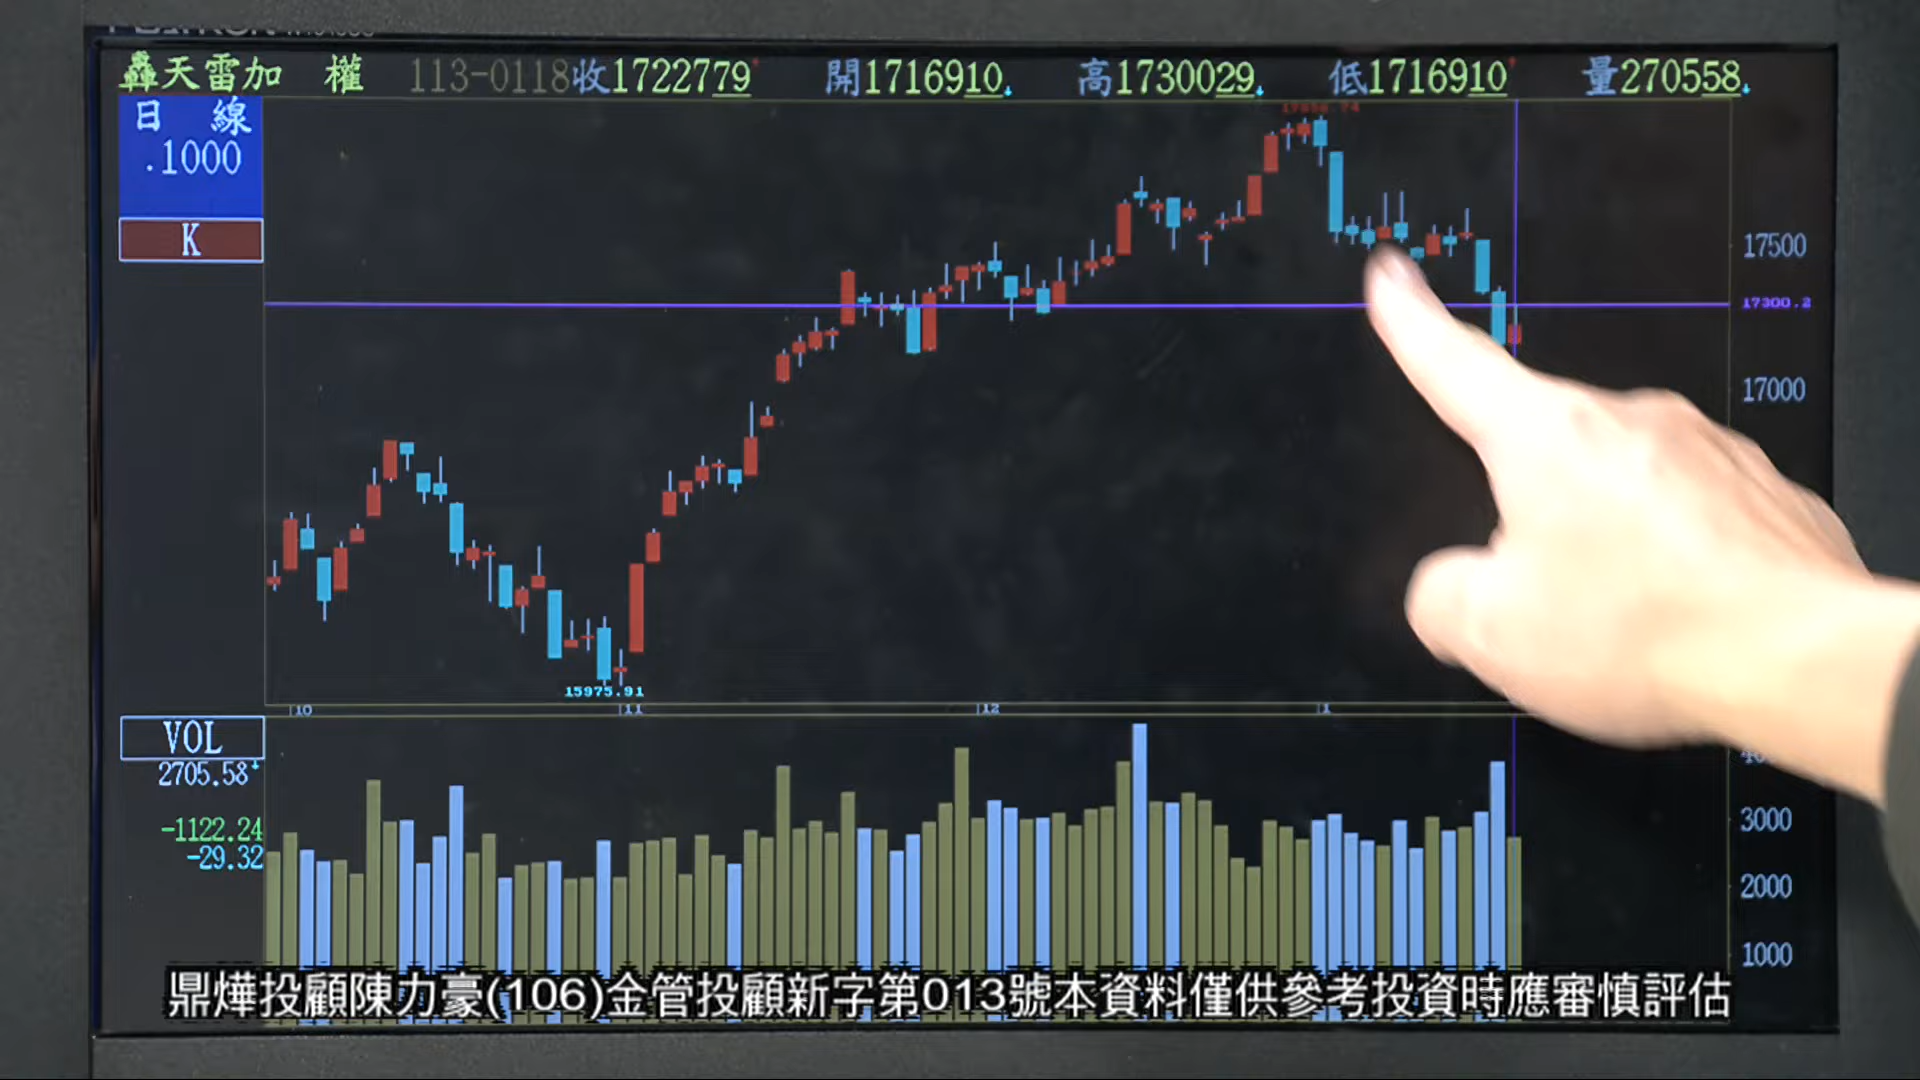 轟天雷加 權 113-0118收1722779 開1716910 高1730029 低1716910 量270558
日 線
.1000
K
17500
17300.2
17000
15975.91
10 11 12 1
VOL
2705.58
-1122.24
-29.32
3000
2000
1000
鼎燁投顧陳力豪(106)金管投顧新字第013號本資料僅供參考投資時應審慎評估